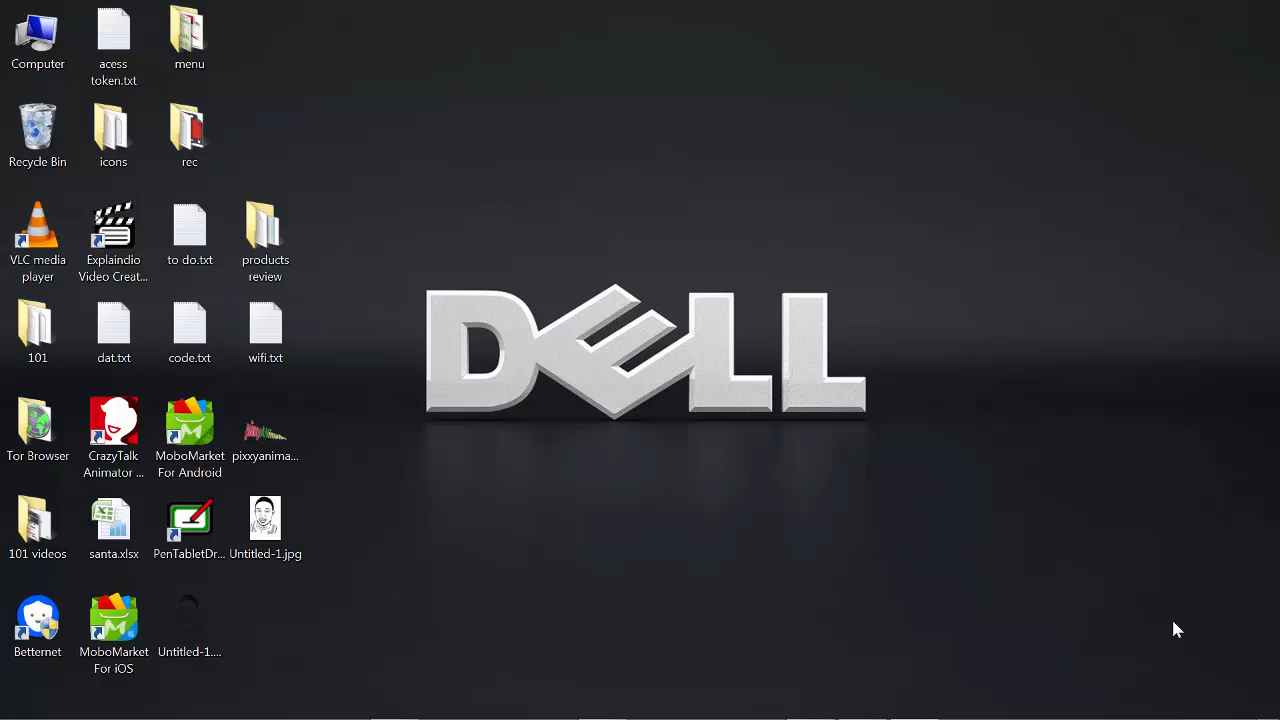 Computer
acess
token.txt
menu
Recycle Bin
icons
rec
VLC media
player
Explaindio
Video Creat...
to do.txt
products
review
101
dat.txt
code.txt
wifi.txt
DELL
Tor Browser
CrazyTalk
Animator ...
MoboMarket
For Android
pixxyanima...
101 videos
santa.xlsx
PenTabletDr...
Untitled-1.jpg
Betternet
MoboMarket
For iOS
Untitled-1....